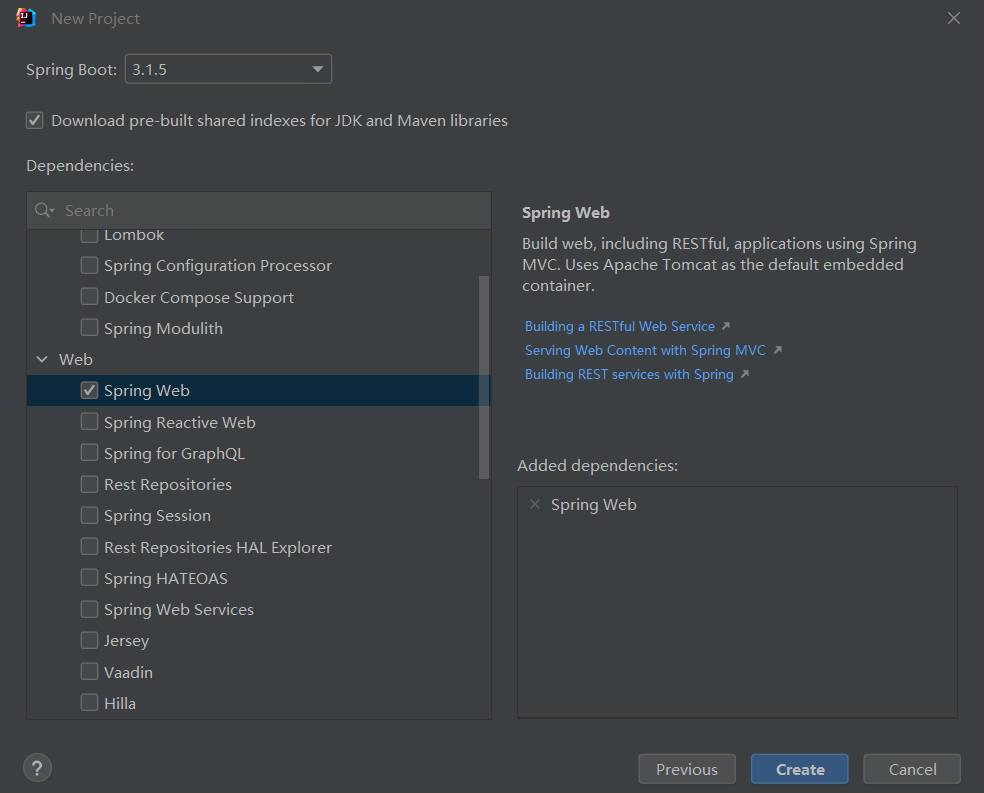 New Project
Spring Boot: 3.1.5
Download pre-built shared indexes for JDK and Maven libraries
Dependencies:
Search
Lombok
Spring Configuration Processor
Docker Compose Support
Spring Modulith
Web
Spring Web
Spring Reactive Web
Spring for GraphQL
Rest Repositories
Spring Session
Rest Repositories HAL Explorer
Spring HATEOAS
Spring Web Services
Jersey
Vaadin
Hilla
Spring Web
Build web, including RESTful, applications using Spring
MVC. Uses Apache Tomcat as the default embedded
container.
Building a RESTful Web Service
Serving Web Content with Spring MVC
Building REST services with Spring
Added dependencies:
Spring Web
?
Previous
Create
Cancel